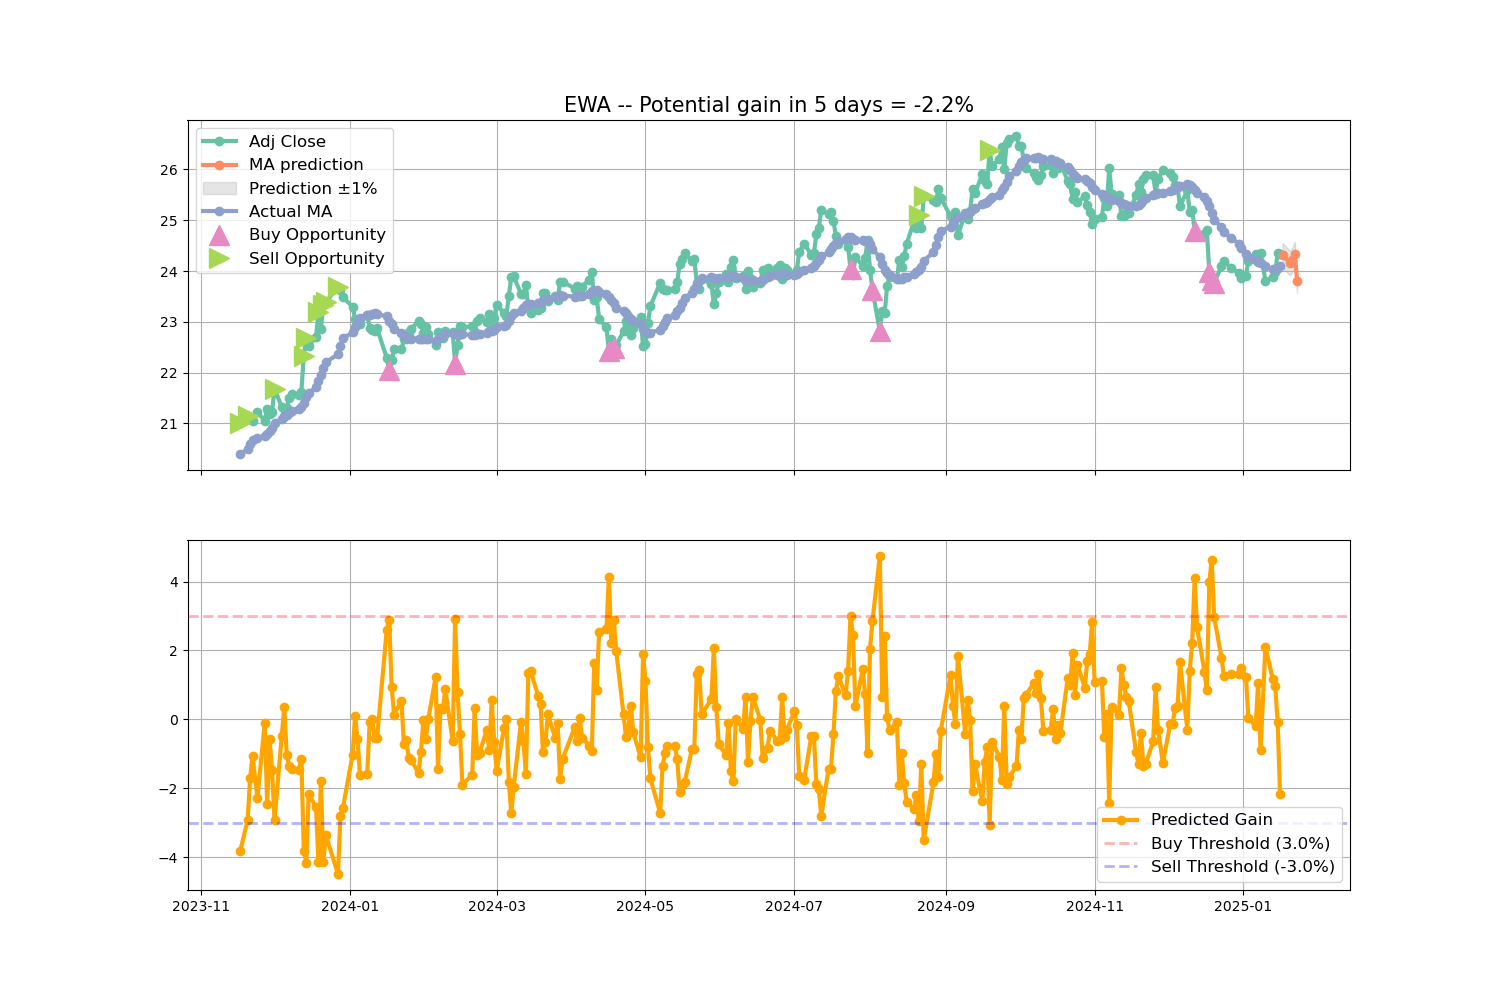 EWA -- Potential gain in 5 days = -2.2%
Adj Close
MA prediction
Prediction ±1%
Actual MA
Buy Opportunity
Sell Opportunity
26
25
24
23
22
21
4
2
0
−2
−4
Predicted Gain
Buy Threshold (3.0%)
Sell Threshold (-3.0%)
2023-11 2024-01 2024-03 2024-05 2024-07 2024-09 2024-11 2025-01